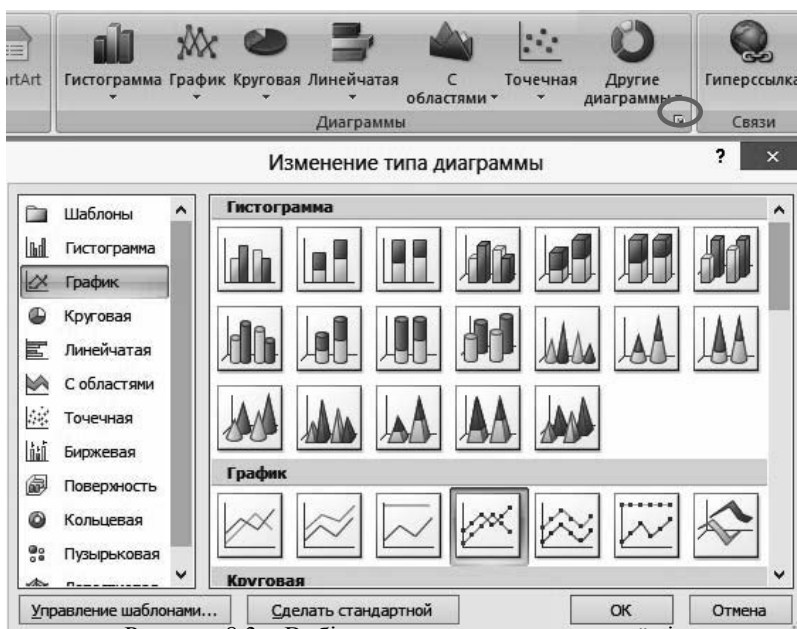 rtArt Гистограмма График Круговая Линейчатая С областями Точечная Другие диаграммы Гиперссылка
Диаграммы Связи
Изменение типа диаграммы ?
Шаблоны
Гистограмма
График
Круговая
Линейчатая
С областями
Точечная
Биржевая
Поверхность
Кольцевая
Пузырьковая
Гистограмма
График
Круговая
Управление шаблонами... Сделать стандартной ОК Отмена